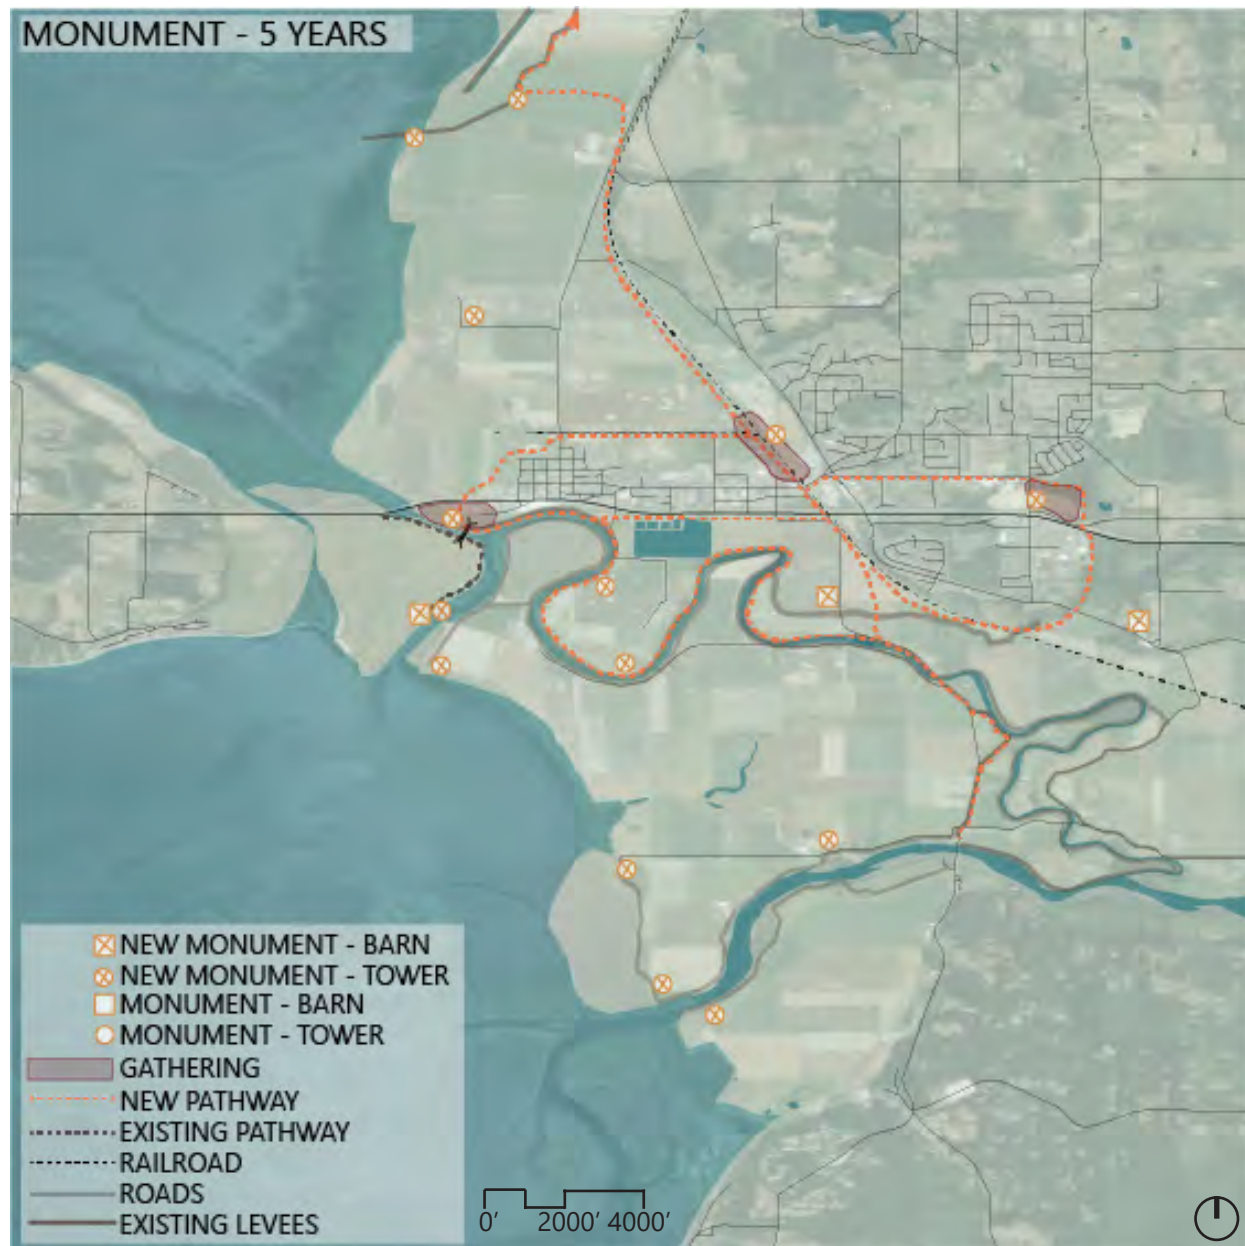 MONUMENT - 5 YEARS
NEW MONUMENT - BARN
NEW MONUMENT - TOWER
MONUMENT - BARN
MONUMENT - TOWER
GATHERING
NEW PATHWAY
EXISTING PATHWAY
RAILROAD
ROADS
EXISTING LEVEES
0' 2000' 4000'